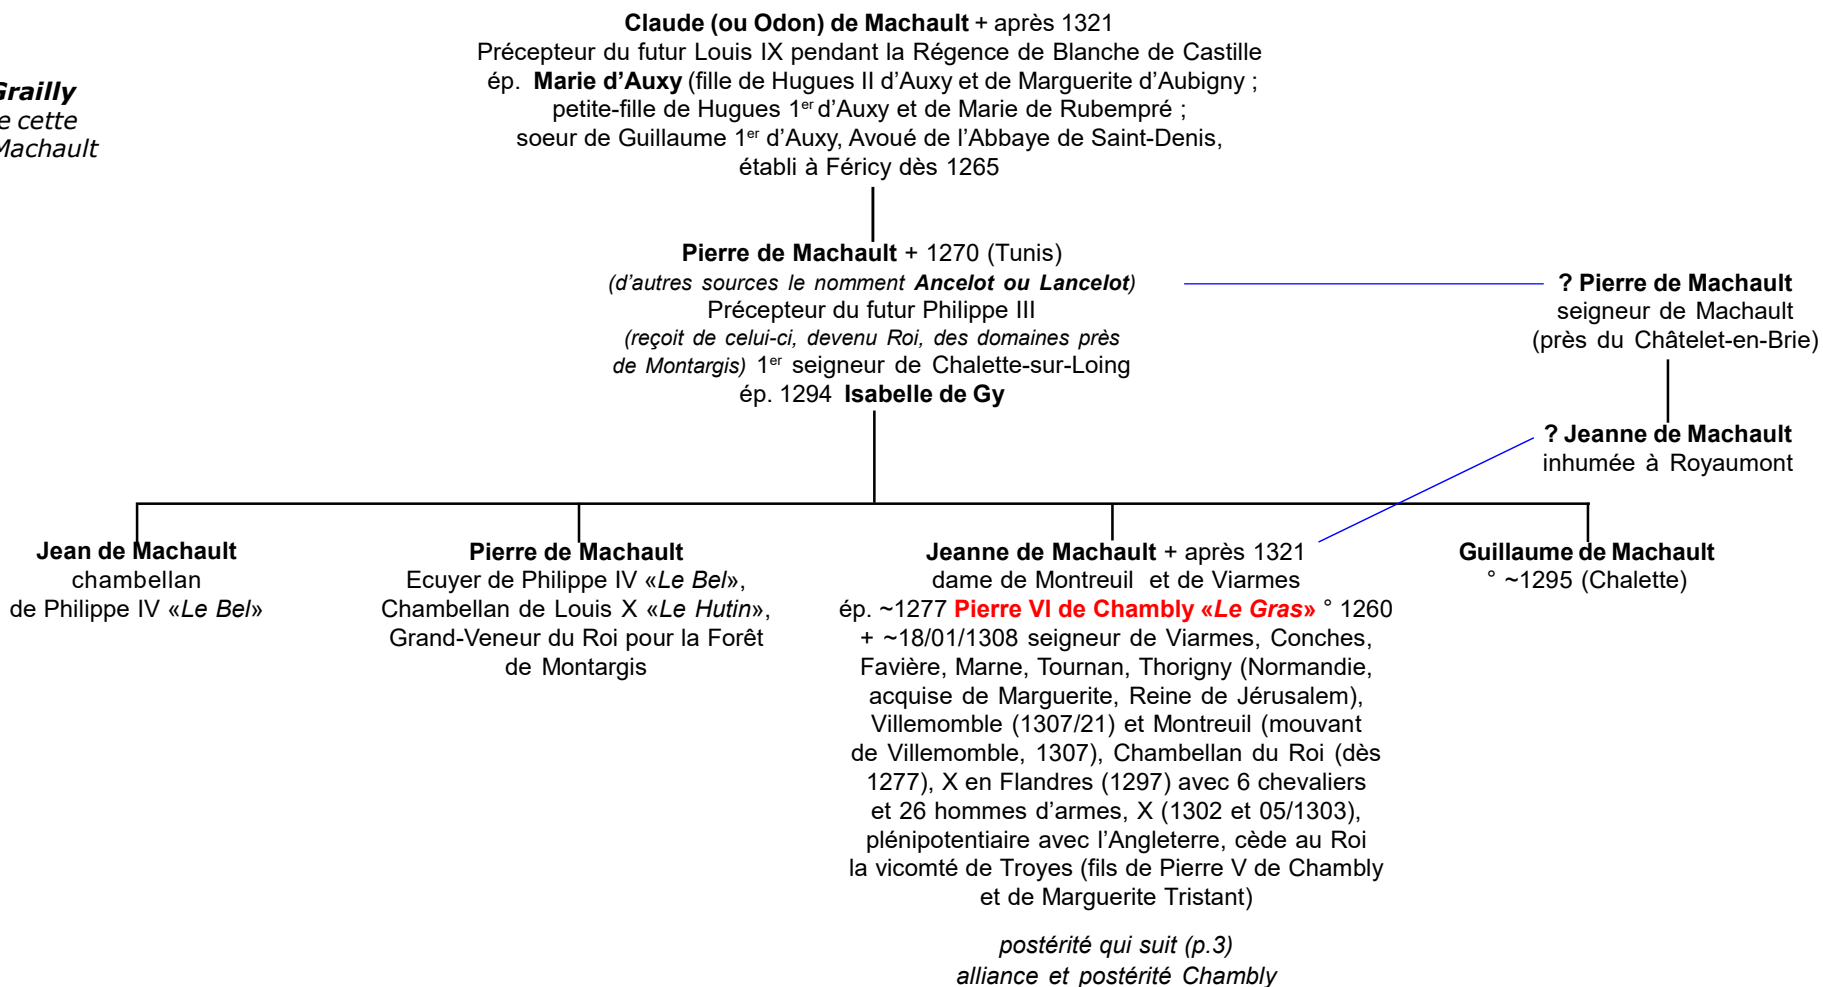 Claude (ou Odon) de Machault + après 1321
Précepteur du futur Louis IX pendant la Régence de Blanche de Castille
ép. Marie d'Auxy (fille de Hugues II d'Auxy et de Marguerite d'Aubigny ;
petite-fille de Hugues 1er d'Auxy et de Marie de Rubempré ;
soeur de Guillaume 1er d'Auxy, Avoué de l'Abbaye de Saint-Denis,
établi à Féricy dès 1265
Grailly
e cette
Machault
Pierre de Machault + 1270 (Tunis)
(d'autres sources le nomment Ancelot ou Lancelot)
Précepteur du futur Philippe III
(reçoit de celui-ci, devenu Roi, des domaines près
de Montargis) 1er seigneur de Chalette-sur-Loing
ép. 1294 Isabelle de Gy
? Pierre de Machault
seigneur de Machault
(près du Châtelet-en-Brie)
? Jeanne de Machault
inhumée à Royaumont
Jean de Machault
chambellan
de Philippe IV «Le Bel»
Pierre de Machault
Ecuyer de Philippe IV «Le Bel»,
Chambellan de Louis X «Le Hutin»,
Grand-Veneur du Roi pour la Forêt
de Montargis
Jeanne de Machault + après 1321
dame de Montreuil et de Viarmes
ép. ~1277 Pierre VI de Chambly «Le Gras» ° 1260
+ ~18/01/1308 seigneur de Viarmes, Conches,
Favière, Marne, Tournan, Thorigny (Normandie,
acquise de Marguerite, Reine de Jérusalem),
Villemomble (1307/21) et Montreuil (mouvant
de Villemomble, 1307), Chambellan du Roi (dès
1277), X en Flandres (1297) avec 6 chevaliers
et 26 hommes d'armes, X (1302 et 05/1303),
plénipotentiaire avec l'Angleterre, cède au Roi
la vicomté de Troyes (fils de Pierre V de Chambly
et de Marguerite Tristant)
postérité qui suit (p.3)
alliance et postérité Chambly
Guillaume de Machault
° ~1295 (Chalette)